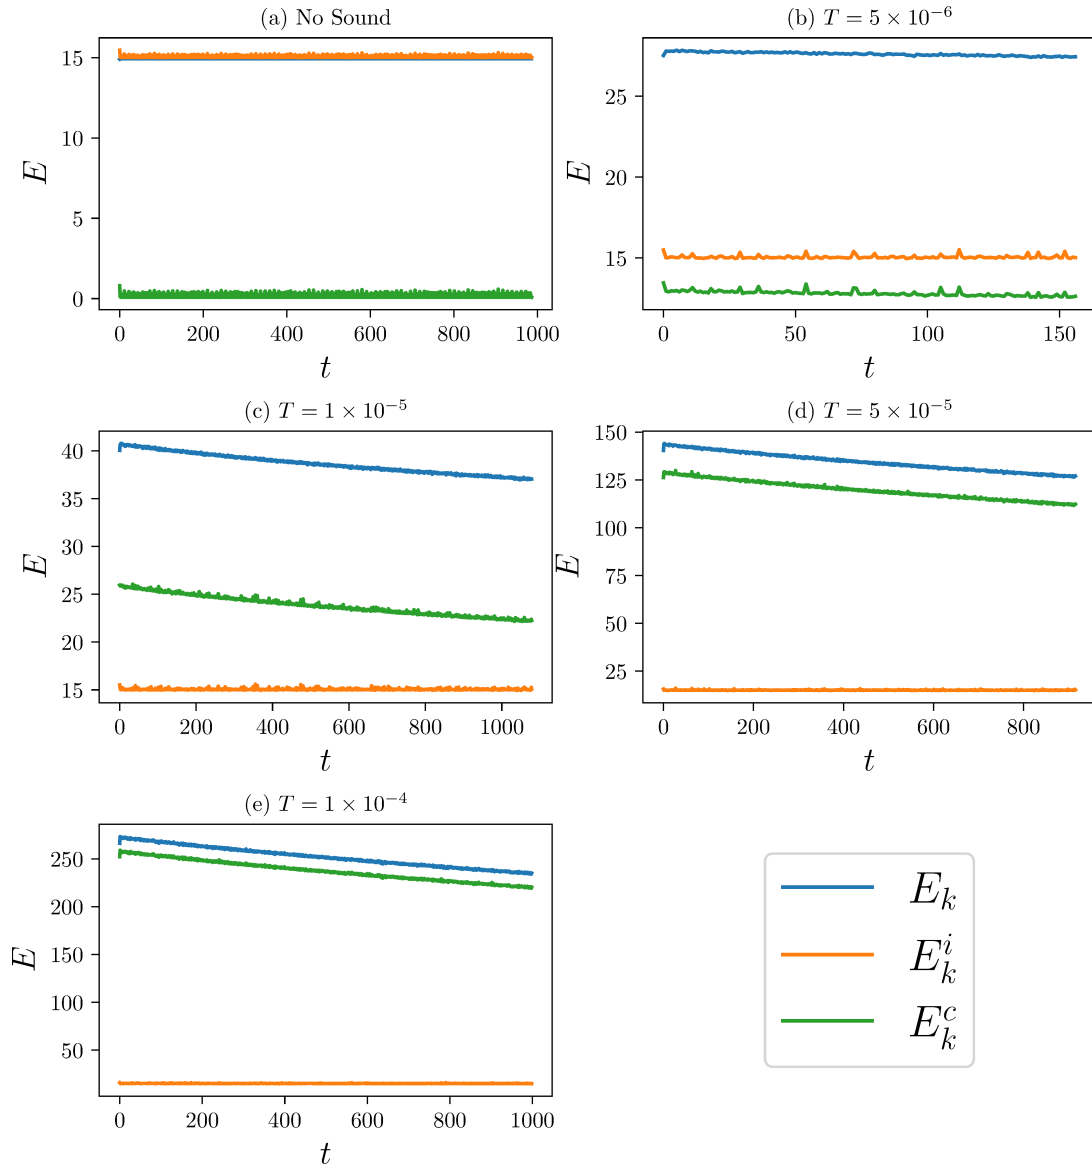 (a) No Sound
E
15
10
5
0
0 200 400 600 800 1000
t
(b) T = 5 × 10⁻⁶
E
25
20
15
0 50 100 150
t
(c) T = 1 × 10⁻⁵
E
40
35
30
25
20
15
0 200 400 600 800 1000
t
(d) T = 5 × 10⁻⁵
E
150
125
100
75
50
25
0 200 400 600 800
t
(e) T = 1 × 10⁻⁴
E
250
200
150
100
50
0 200 400 600 800 1000
t
E_k
E_k^i
E_k^c